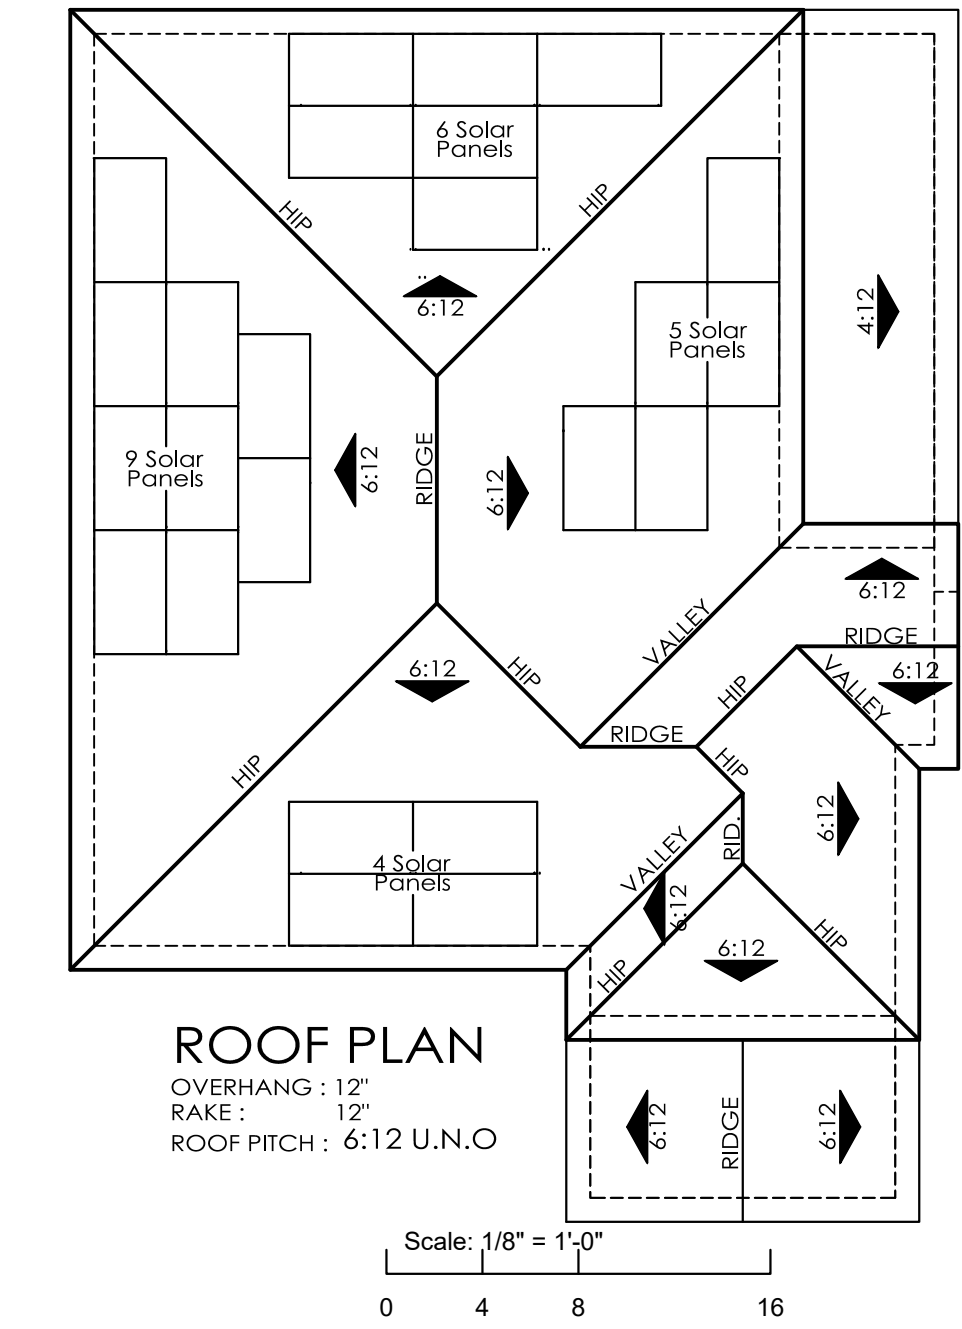 6 Solar
Panels
HIP
HIP
6:12
4:12
5 Solar
Panels
9 Solar
Panels
6:12
RIDGE
6:12
6:12
VALLEY
RIDGE
6:12
HIP
6:12
VALLEY
HIP
RIDGE
HIP
HIP
6:12
RID.
VALLEY
4 Solar
Panels
6:12
HIP
6:12
HIP
ROOF PLAN
OVERHANG : 12"
RAKE : 12"
ROOF PITCH : 6:12 U.N.O
6:12
RIDGE
6:12
Scale: 1/8" = 1'-0"
0 4 8 16